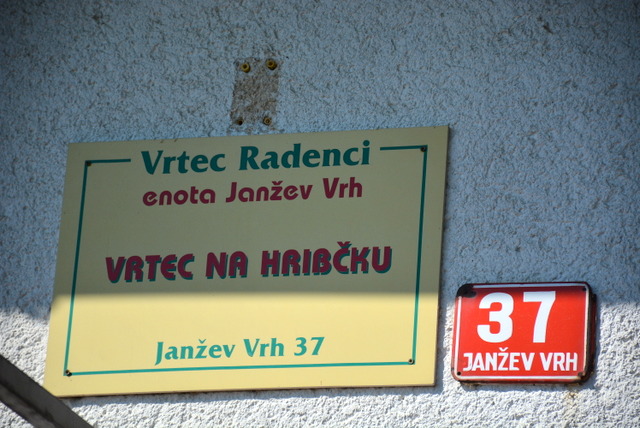 Vrtec Radenci
enota Janžev Vrh
VRTEC NA HRIBČKU
Janžev Vrh 37
37
JANŽEV VRH